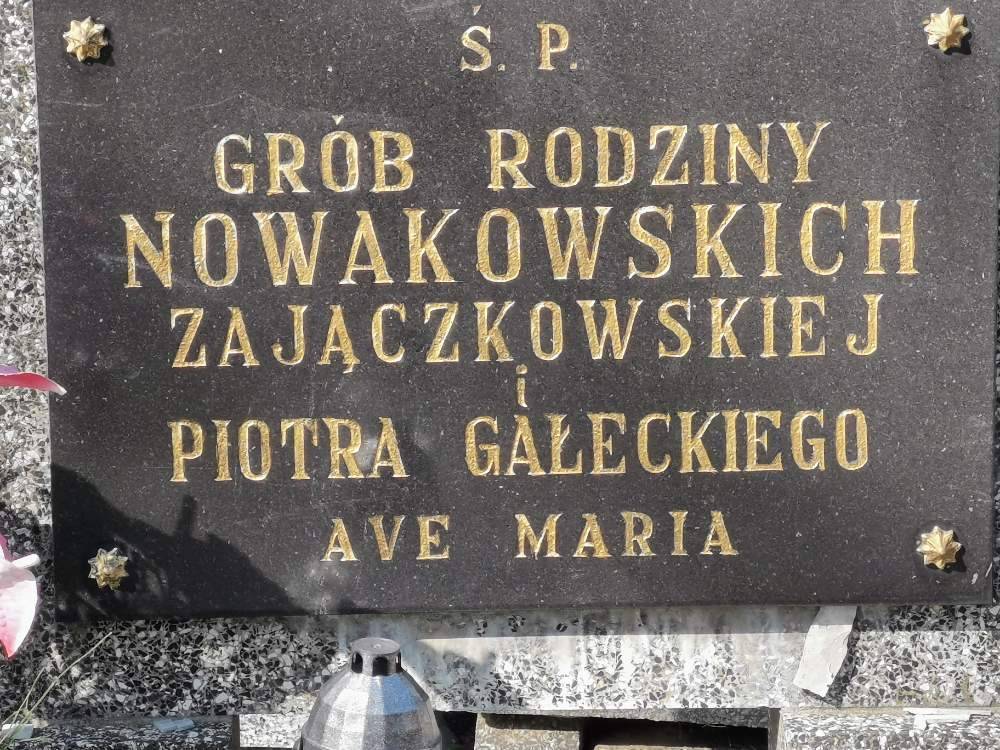 Ś. P.
GRÓB RODZINY
NOWAKOWSKICH
ZAJĄCZKOWSKIEJ
i
PIOTRA GAŁECKIEGO
AVE MARIA